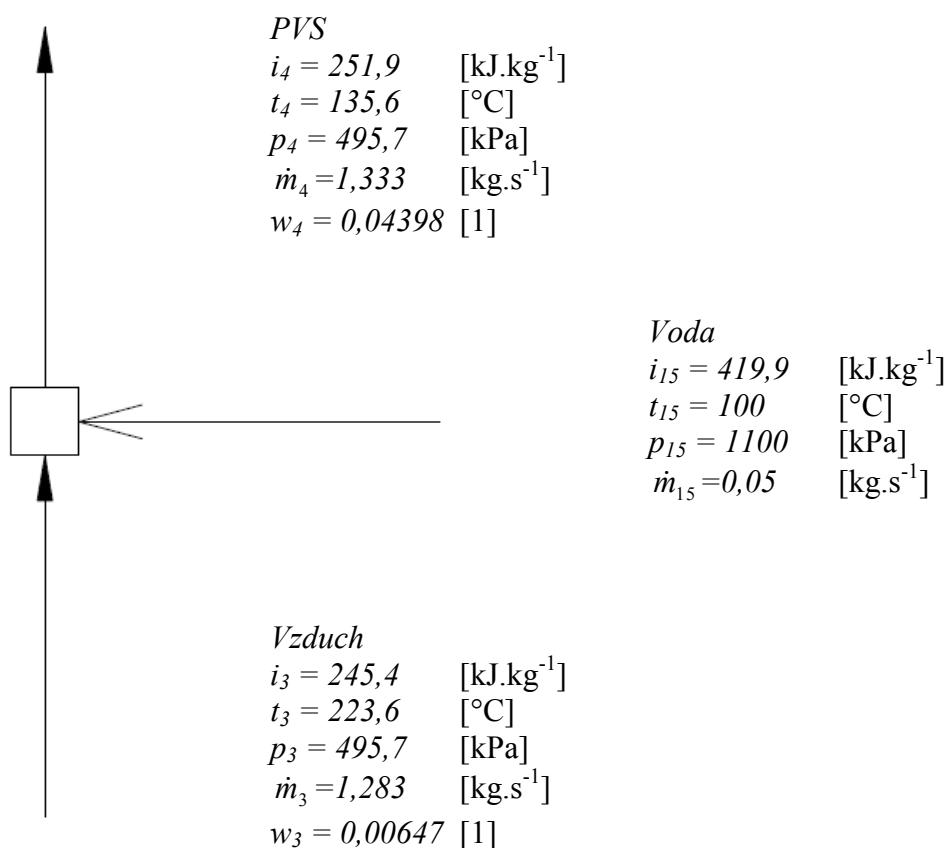 PVS
i₄ = 251,9 [kJ.kg⁻¹]
t₄ = 135,6 [°C]
p₄ = 495,7 [kPa]
ṁ₄ =1,333 [kg.s⁻¹]
w₄ = 0,04398 [1]
Voda
i₁₅ = 419,9 [kJ.kg⁻¹]
t₁₅ = 100 [°C]
p₁₅ = 1100 [kPa]
ṁ₁₅ =0,05 [kg.s⁻¹]
Vzduch
i₃ = 245,4 [kJ.kg⁻¹]
t₃ = 223,6 [°C]
p₃ = 495,7 [kPa]
ṁ₃ =1,283 [kg.s⁻¹]
w₃ = 0,00647 [1]